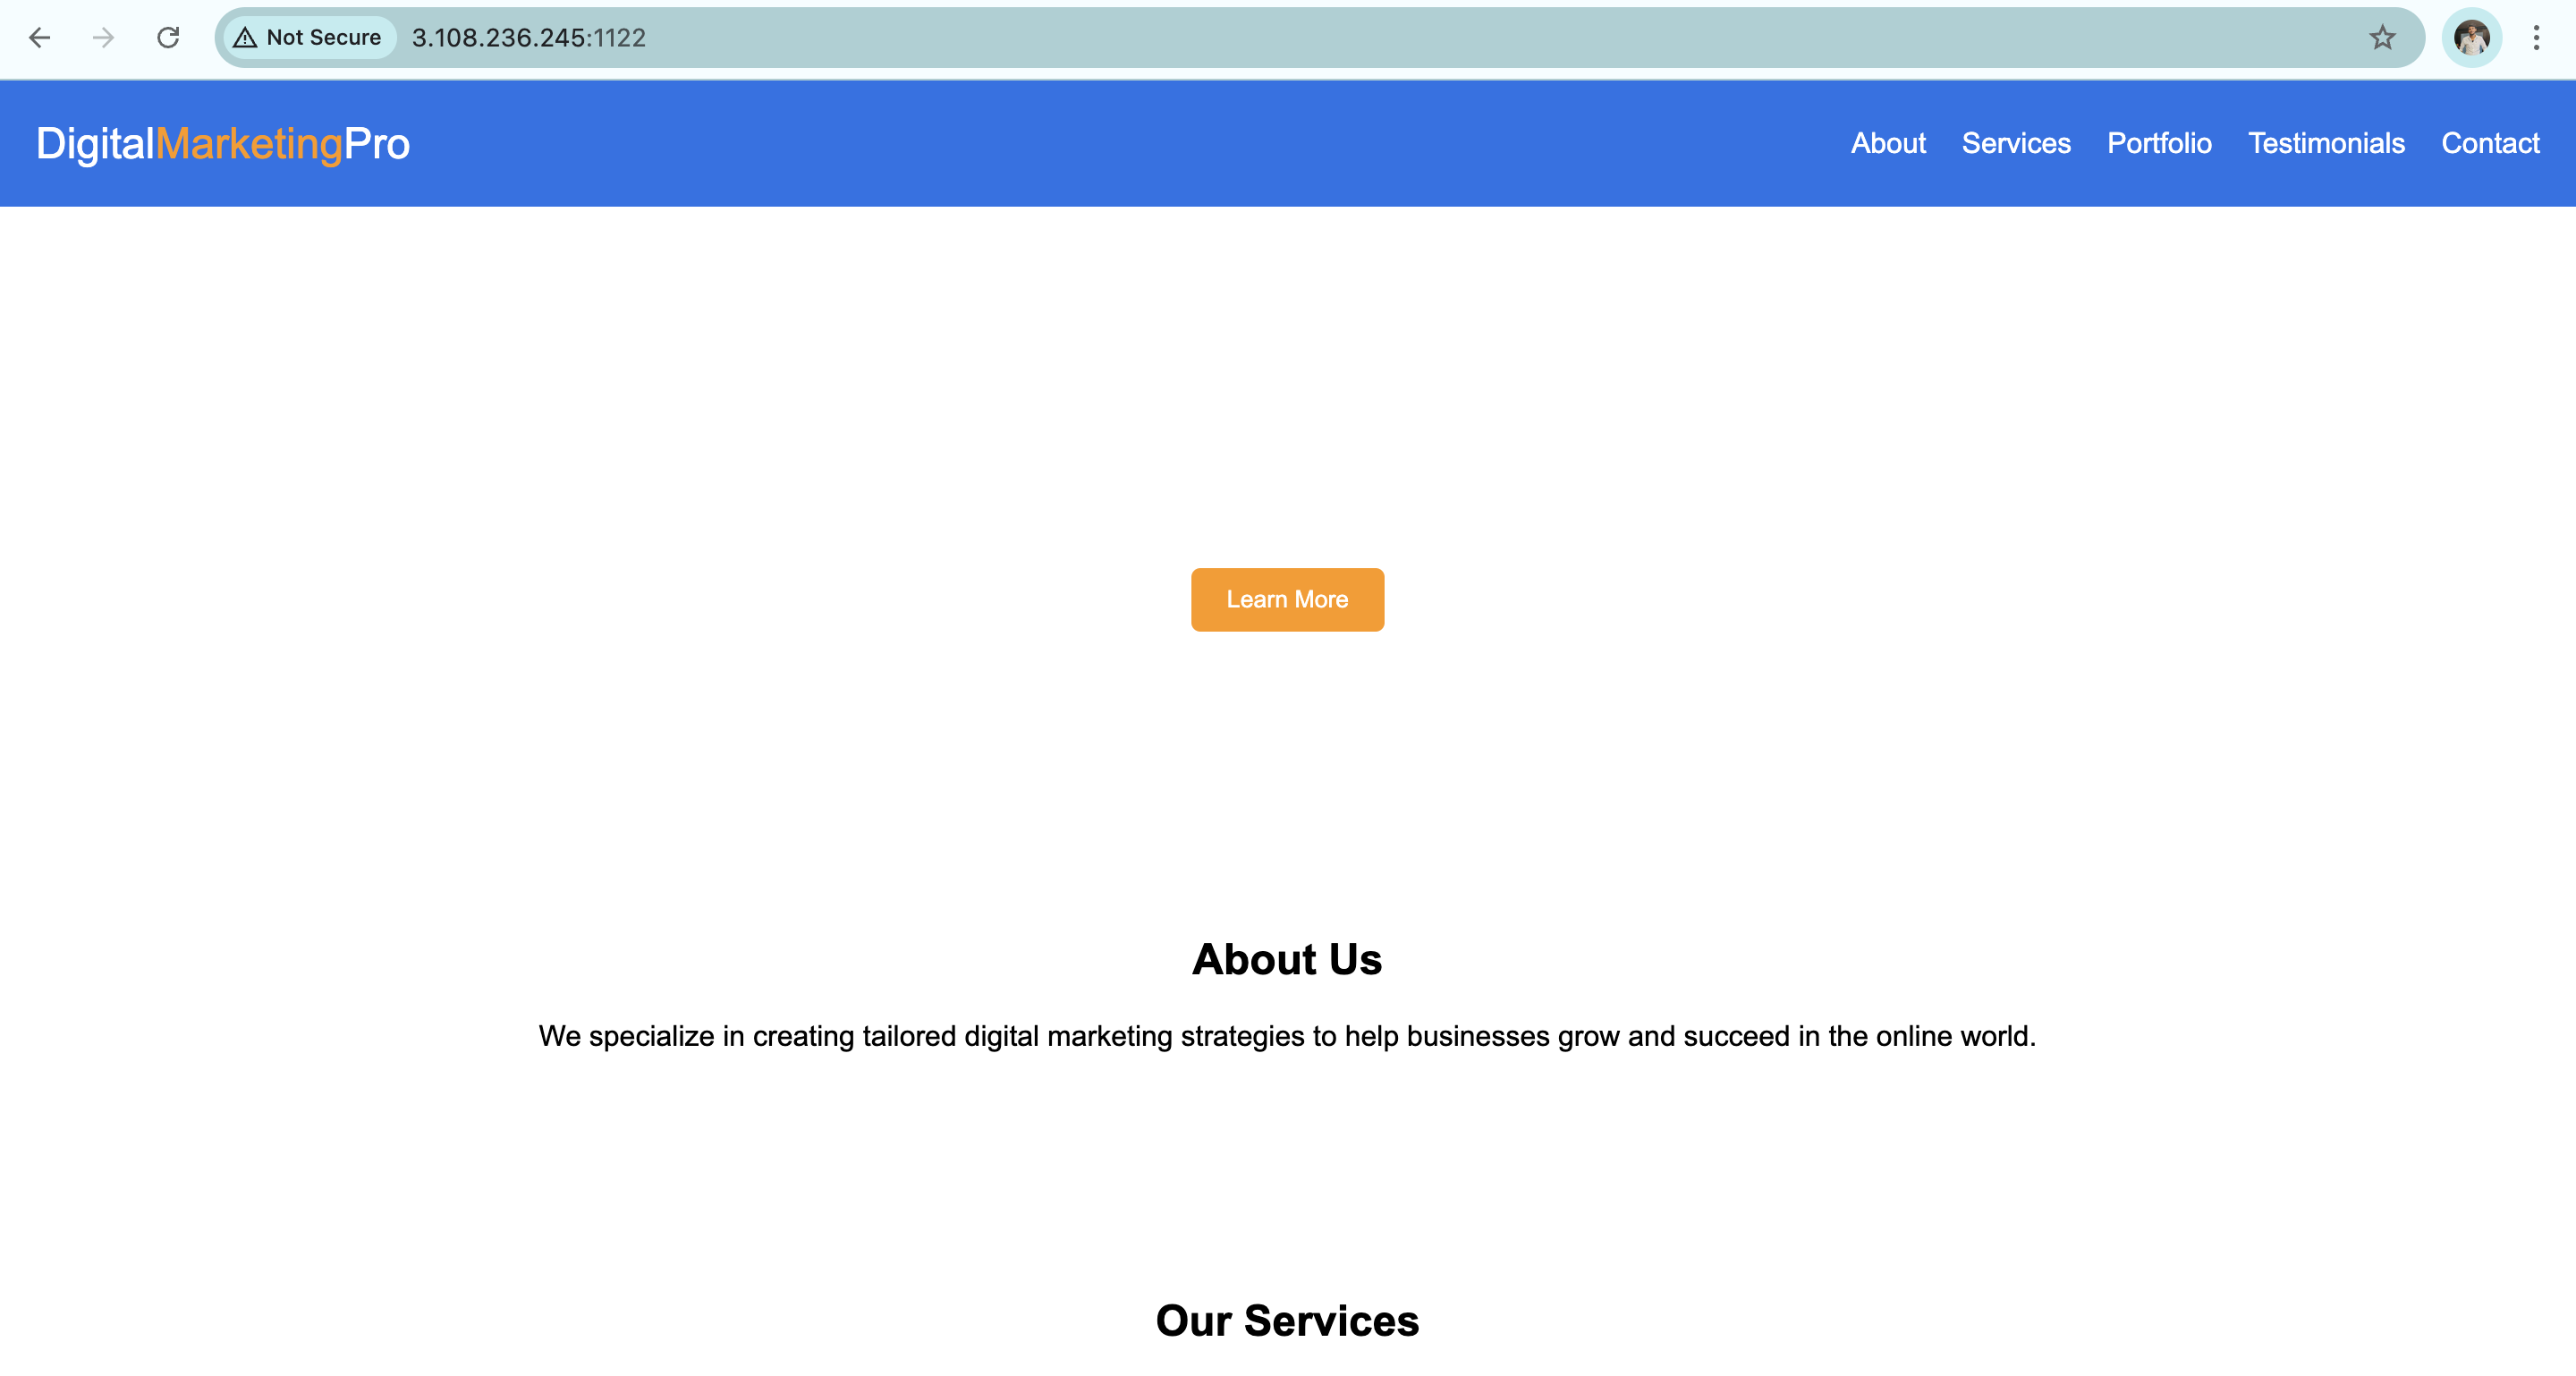 Not Secure 3.108.236.245:1122
DigitalMarketingPro About Services Portfolio Testimonials Contact
Learn More
About Us
We specialize in creating tailored digital marketing strategies to help businesses grow and succeed in the online world.
Our Services